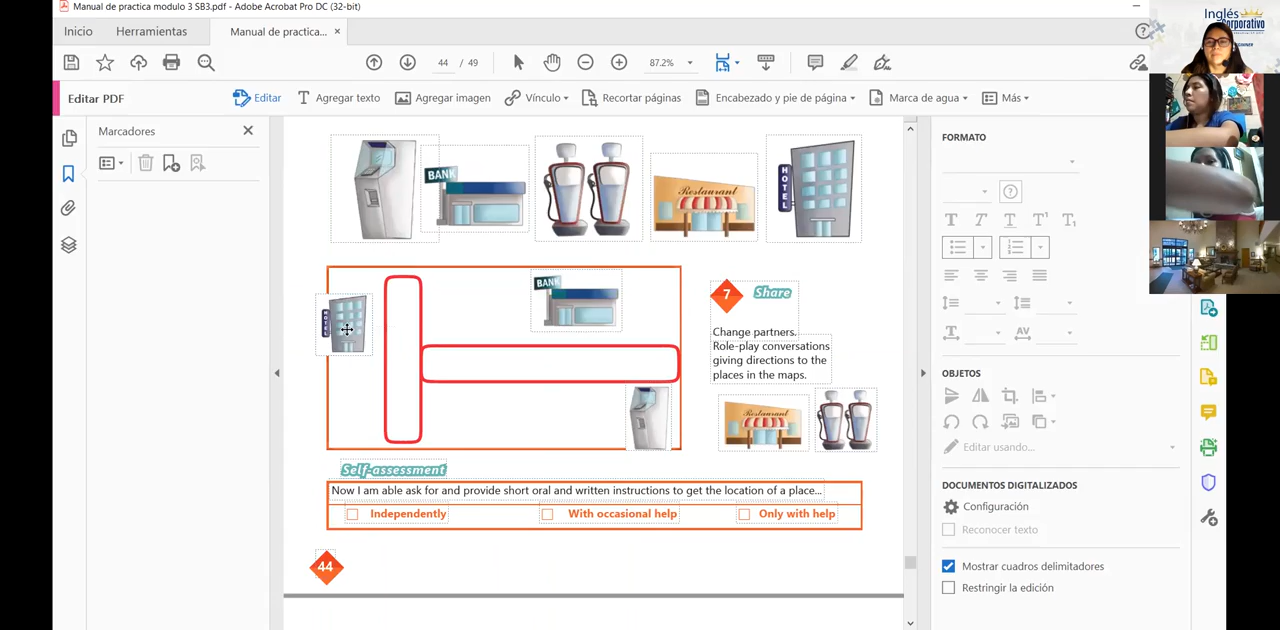 Manual de practica modulo 3 SB3.pdf - Adobe Acrobat Pro DC (32-bit)
Inicio
Herramientas
Manual de practica...
44 / 49
87.2%
Editar PDF
Editar
Agregar texto
Agregar imagen
Vínculo
Recortar páginas
Encabezado y pie de página
Marca de agua
Más
Marcadores
BANK
Restaurant
HOTEL
HOTEL
BANK
7 Share
Change partners.
Role-play conversations
giving directions to the
places in the maps.
Restaurant
Self-assessment
Now I am able ask for and provide short oral and written instructions to get the location of a place...
Independently
With occasional help
Only with help
44
FORMATO
OBJETOS
Editar usando...
DOCUMENTOS DIGITALIZADOS
Configuración
Reconocer texto
Mostrar cuadros delimitadores
Restringir la edición
Inglés
Corporativo